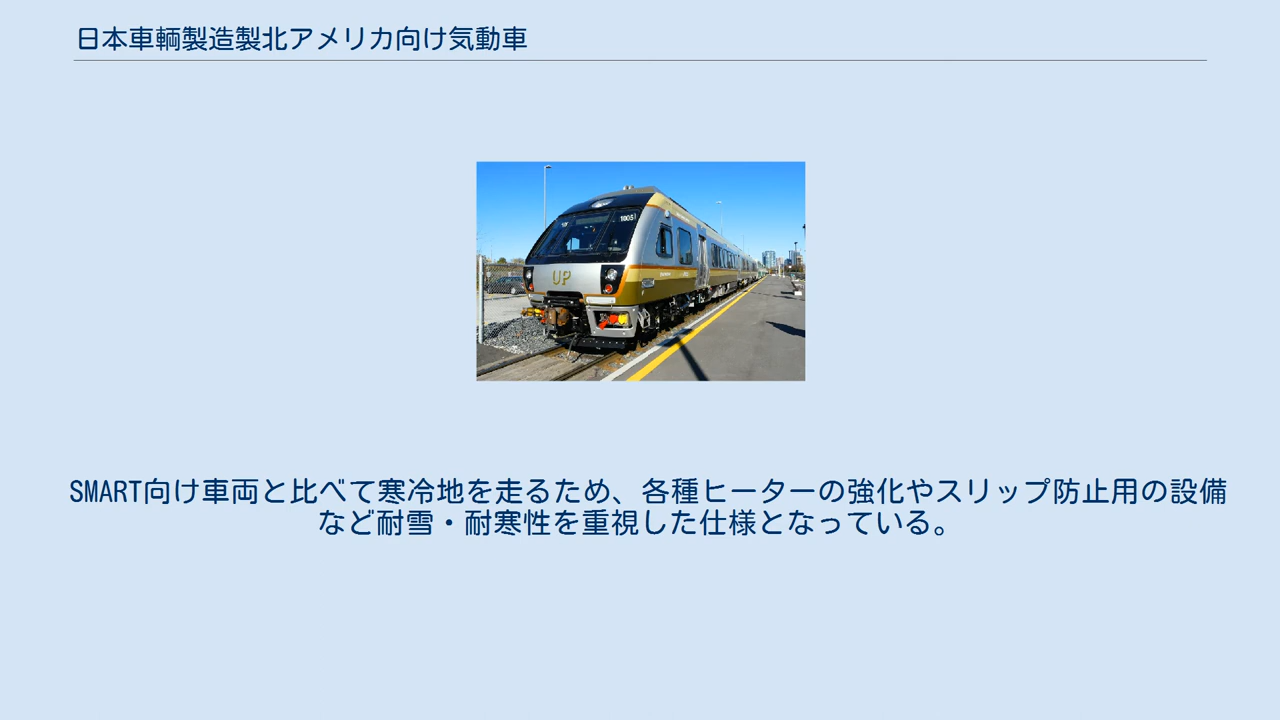 日本車輌製造製北アメリカ向け気動車
1005
UP
SMART向け車両と比べて寒冷地を走るため、各種ヒーターの強化やスリップ防止用の設備
など耐雪・耐寒性を重視した仕様となっている。